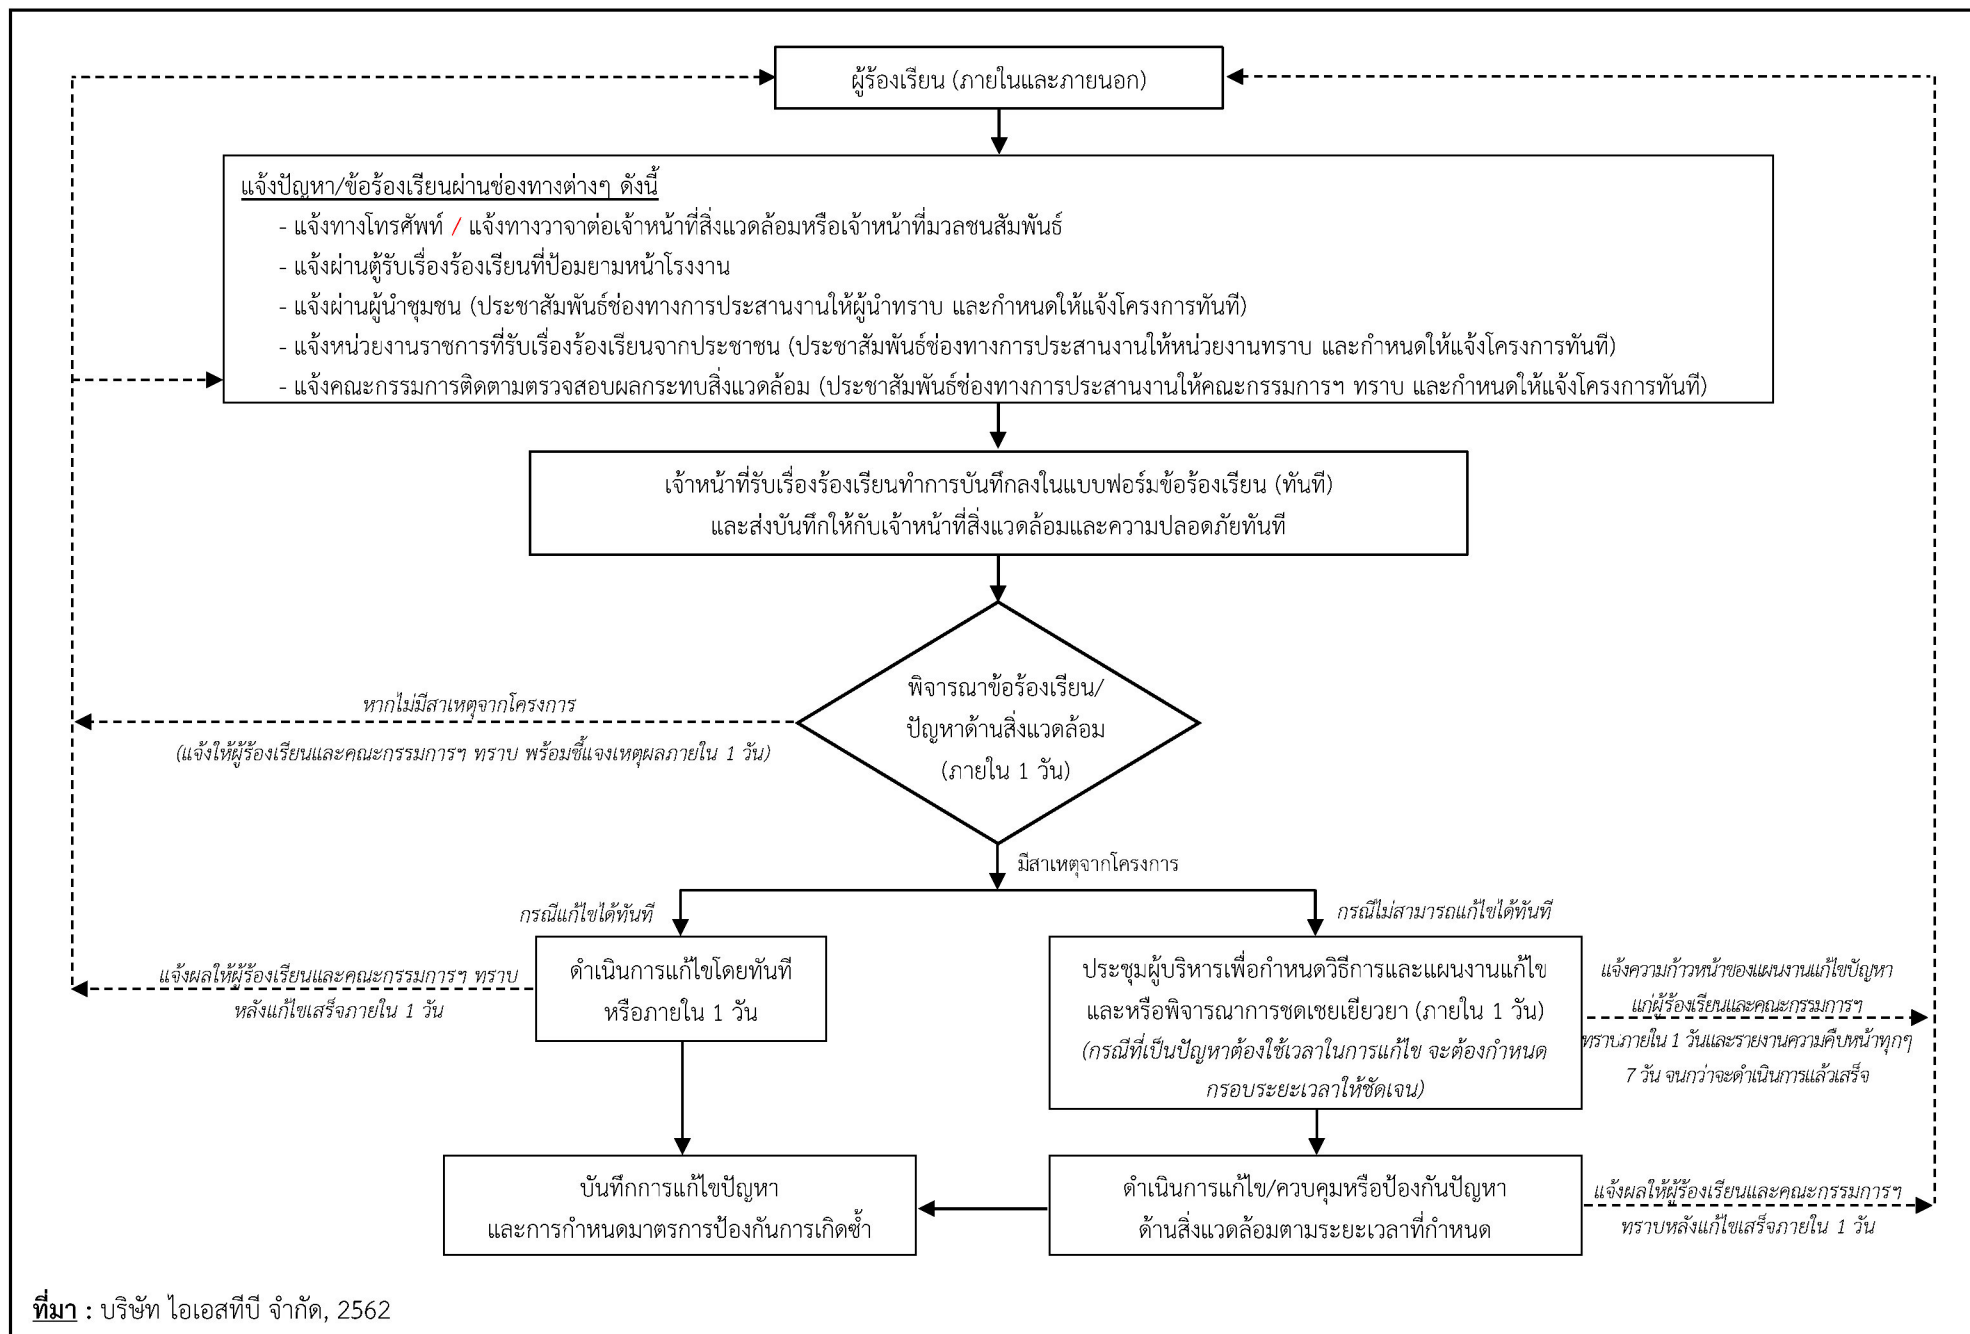 ผู้ร้องเรียน (ภายในและภายนอก)
แจ้งปัญหา/ข้อร้องเรียนผ่านช่องทางต่างๆ ดังนี้
- แจ้งทางโทรศัพท์ / แจ้งทางวาจาต่อเจ้าหน้าที่สิ่งแวดล้อมหรือเจ้าหน้าที่มวลชนสัมพันธ์
- แจ้งผ่านตู้รับเรื่องร้องเรียนที่ป้อมยามหน้าโรงงาน
- แจ้งผ่านผู้นำชุมชน (ประชาสัมพันธ์ช่องทางการประสานงานให้ผู้นำทราบ และกำหนดให้แจ้งโครงการทันที)
- แจ้งหน่วยงานราชการที่รับเรื่องร้องเรียนจากประชาชน (ประชาสัมพันธ์ช่องทางการประสานงานให้หน่วยงานทราบ และกำหนดให้แจ้งโครงการทันที)
- แจ้งคณะกรรมการติดตามตรวจสอบผลกระทบสิ่งแวดล้อม (ประชาสัมพันธ์ช่องทางการประสานงานให้คณะกรรมการฯ ทราบ และกำหนดให้แจ้งโครงการทันที)
เจ้าหน้าที่รับเรื่องร้องเรียนทำการบันทึกลงในแบบฟอร์มข้อร้องเรียน (ทันที)
และส่งบันทึกให้กับเจ้าหน้าที่สิ่งแวดล้อมและความปลอดภัยทันที
พิจารณาข้อร้องเรียน/
ปัญหาด้านสิ่งแวดล้อม
(ภายใน 1 วัน)
หากไม่มีสาเหตุจากโครงการ
(แจ้งให้ผู้ร้องเรียนและคณะกรรมการฯ ทราบ พร้อมชี้แจงเหตุผลภายใน 1 วัน)
มีสาเหตุจากโครงการ
กรณีแก้ไขได้ทันที
กรณีไม่สามารถแก้ไขได้ทันที
ดำเนินการแก้ไขโดยทันที
หรือภายใน 1 วัน
แจ้งผลให้ผู้ร้องเรียนและคณะกรรมการฯ ทราบ
หลังแก้ไขเสร็จภายใน 1 วัน
ประชุมผู้บริหารเพื่อกำหนดวิธีการและแผนงานแก้ไข
และหรือพิจารณาการชดเชยเยียวยา (ภายใน 1 วัน)
(กรณีที่เป็นปัญหาต้องใช้เวลาในการแก้ไข จะต้องกำหนด
กรอบระยะเวลาให้ชัดเจน)
แจ้งความก้าวหน้าของแผนงานแก้ไขปัญหา
แก่ผู้ร้องเรียนและคณะกรรมการฯ
ทราบภายใน 1 วันและรายงานความคืบหน้าทุกๆ
7 วัน จนกว่าจะดำเนินการแล้วเสร็จ
บันทึกการแก้ไขปัญหา
และการกำหนดมาตรการป้องกันการเกิดซ้ำ
ดำเนินการแก้ไข/ควบคุมหรือป้องกันปัญหา
ด้านสิ่งแวดล้อมตามระยะเวลาที่กำหนด
แจ้งผลให้ผู้ร้องเรียนและคณะกรรมการฯ
ทราบหลังแก้ไขเสร็จภายใน 1 วัน
ที่มา : บริษัท ไอเอสทีบี จำกัด, 2562